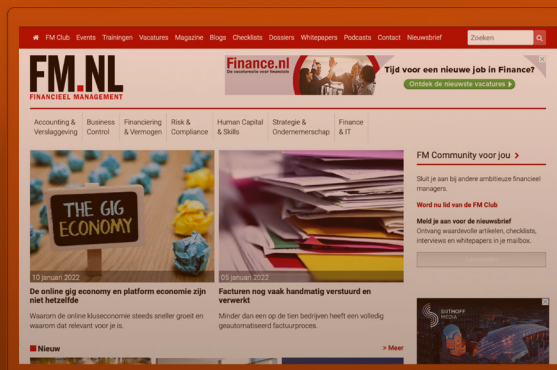 FM Club Events Trainingen Vacatures Magazine Blogs Checklists Dossiers Whitepapers Podcasts Contact Nieuwsbrief Zoeken
FM.NL
FINANCIEEL MANAGEMENT
Finance.nl
De vacaturesite voor financials
Tijd voor een nieuwe job in Finance?
Ontdek de nieuwste vacatures
Accounting & Verslaggeving
Business Control
Financiering & Vermogen
Risk & Compliance
Human Capital & Skills
Strategie & Ondernemerschap
Finance & IT
THE GIG
ECONOMY
10 januari 2022
De online gig economy en platform economie zijn
niet hetzelfde
Waarom de online kluseconomie steeds sneller groeit en
waarom dat relevant voor je is.
05 januari 2022
Facturen nog vaak handmatig verstuurd en
verwerkt
Minder dan een op de tien bedrijven heeft een volledig
geautomatiseerd factuurproces.
Nieuw
> Meer
FM Community voor jou >
Sluit je aan bij andere ambitieuze financieel
managers.
Word nu lid van de FM Club
Meld je aan voor de nieuwsbrief
Ontvang waardevolle artikelen, checklists,
interviews en whitepapers in je mailbox.
SIJTHOFF
MEDIA